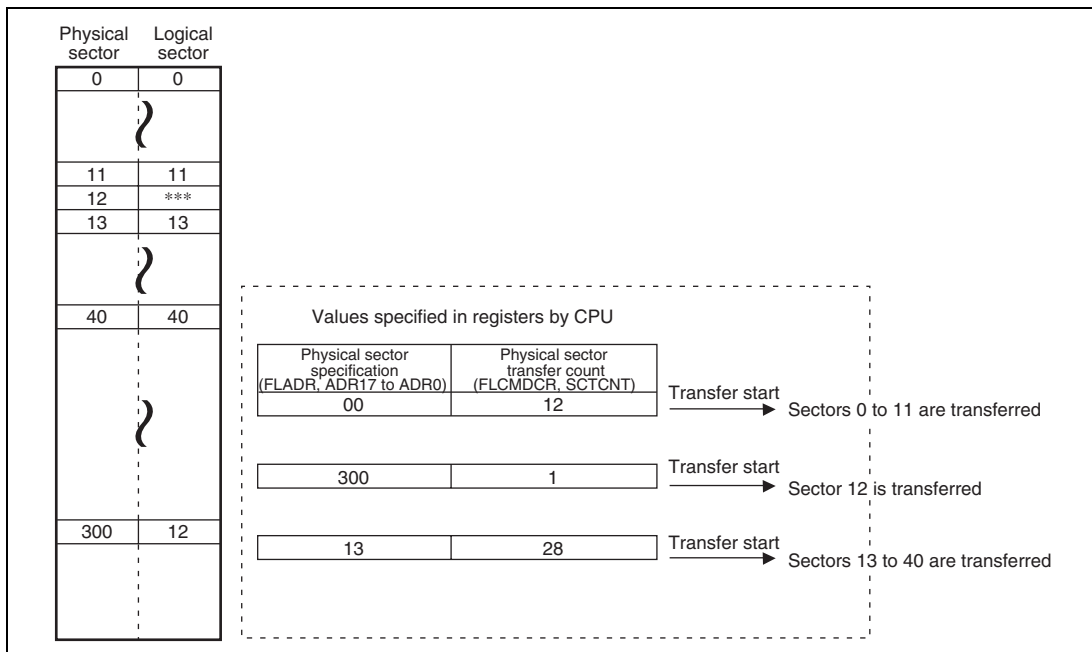 Physical sector Logical sector
0 0
11 11
12 ***
13 13
40 40
300 12
Values specified in registers by CPU
Physical sector specification (FLADR, ADR17 to ADR0) Physical sector transfer count (FLCMDCR, SCTCNT)
00 12
Transfer start
Sectors 0 to 11 are transferred
300 1
Transfer start
Sector 12 is transferred
13 28
Transfer start
Sectors 13 to 40 are transferred